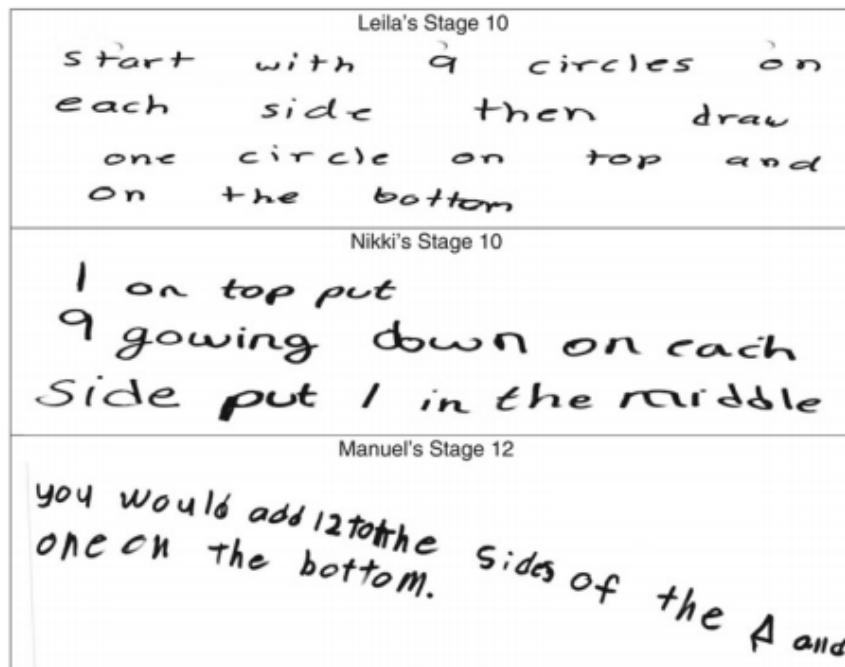 Leila's Stage 10
start with 9 circles on
each side then draw
one circle on top and
on the bottom
Nikki's Stage 10
1 on top put
9 gowing down on each
side put 1 in the middle
Manuel's Stage 12
you would add 12 to the sides of the A and
one on the bottom.